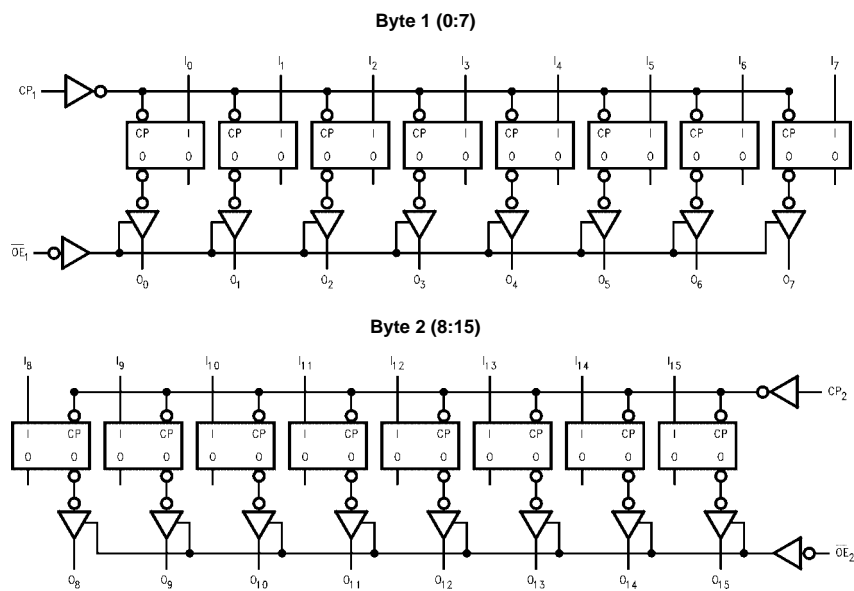 Byte 1 (0:7)
I0 I1 I2 I3 I4 I5 I6 I7
CP1
CP I CP I CP I CP I CP I CP I CP I CP I
O O O O O O O O O O O O O O O O
OE1
O0 O1 O2 O3 O4 O5 O6 O7
Byte 2 (8:15)
I8 I9 I10 I11 I12 I13 I14 I15
CP2
I CP I CP I CP I CP I CP I CP I CP I CP
O O O O O O O O O O O O O O O O
OE2
O8 O9 O10 O11 O12 O13 O14 O15